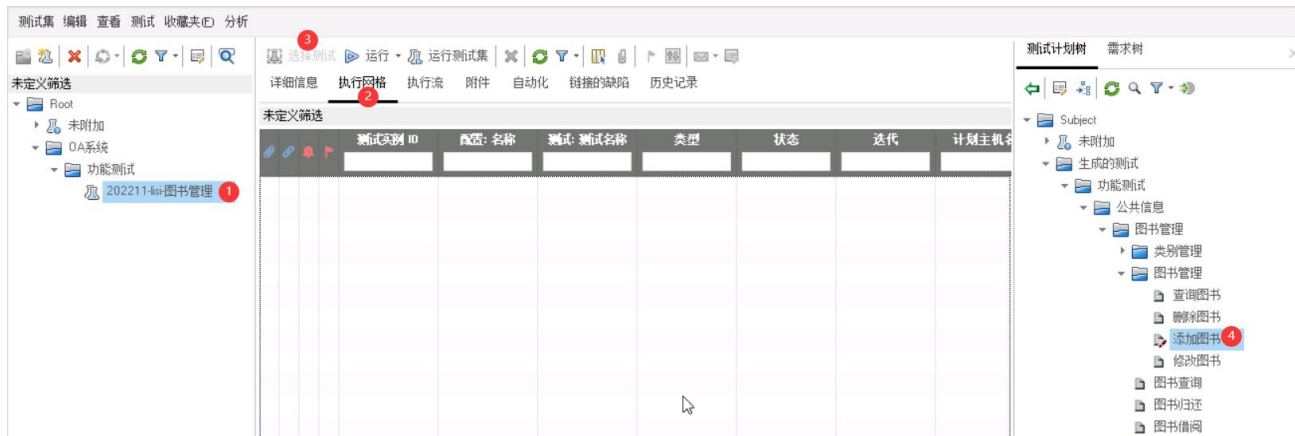 测试集 编辑 查看 测试 收藏夹(F) 分析
3
选择测试 运行 运行测试集
测试计划树 需求树
未定义筛选
详细信息 执行网格 执行流 附件 自动化 链接的缺陷 历史记录
2
Root
未附加
OA系统
功能测试
202211-lisi-图书管理 1
未定义筛选
测试实例 ID 配置: 名称 测试: 测试名称 类型 状态 迭代 计划主机名
Subject
未附加
生成的测试
功能测试
公共信息
图书管理
类别管理
图书管理
查询图书
删除图书
添加图书 4
修改图书
图书查询
图书归还
图书借阅